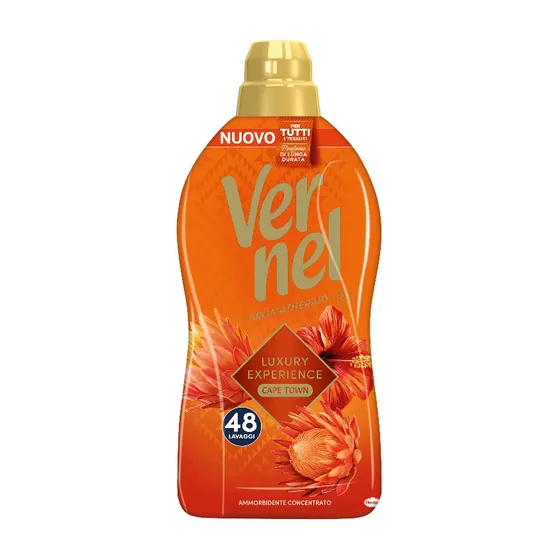 NUOVO
PER
TUTTI
I TESSUTI
Profumo
DI LUNGA
DURATA
Ver
nel
AROMATHERAPY
LUXURY
EXPERIENCE
CAPE TOWN
48
LAVAGGI
AMMORBIDENTE CONCENTRATO
Henkel